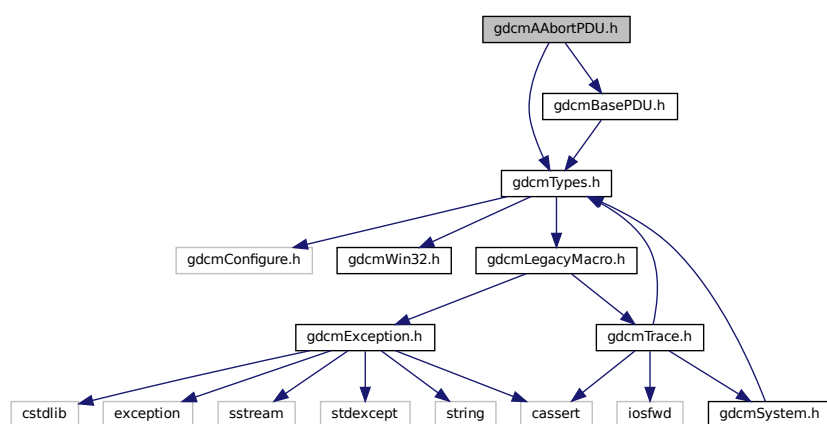 gdcmAAbortPDU.h
gdcmBasePDU.h
gdcmTypes.h
gdcmConfigure.h
gdcmWin32.h
gdcmLegacyMacro.h
gdcmException.h
gdcmTrace.h
cstdlib
exception
sstream
stdexcept
string
cassert
iosfwd
gdcmSystem.h